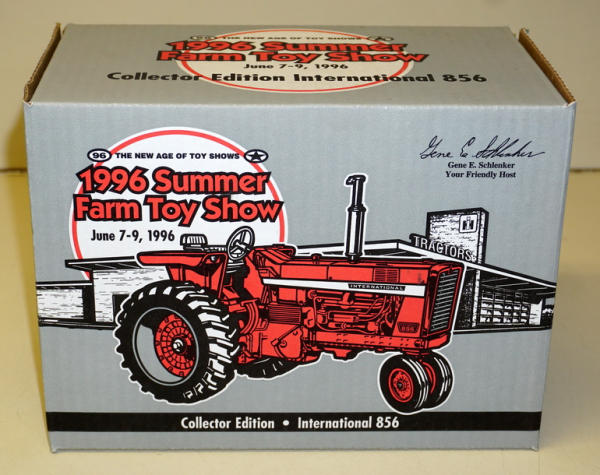 96 THE NEW AGE OF TOY SHOWS
1996 Summer
Farm Toy Show
June 7-9, 1996
Collector Edition International 856
96 THE NEW AGE OF TOY SHOWS
1996 Summer
Farm Toy Show
June 7-9, 1996
Gene E. Schlenker
Gene E. Schlenker
Your Friendly Host
IH
TRACTORS
INTERNATIONAL
856
Collector Edition • International 856